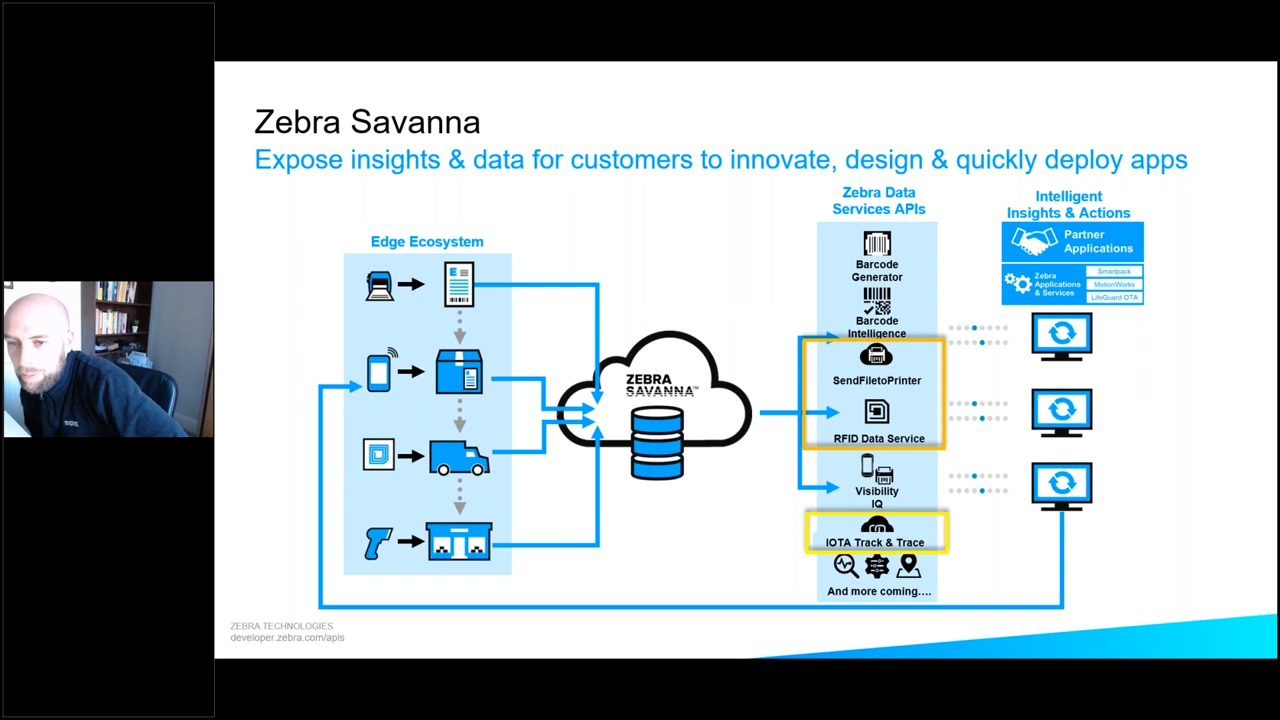 Zebra Savanna
Expose insights & data for customers to innovate, design & quickly deploy apps
Edge Ecosystem
E
ZEBRA
SAVANNA™
Zebra Data
Services APIs
Barcode
Generator
Barcode
Intelligence
SendFiletoPrinter
RFID Data Service
Visibility
IQ
IOTA Track & Trace
And more coming….
Intelligent
Insights & Actions
Partner
Applications
Zebra
Applications
& Services
Smartpack
MotionWorks
LifeGuard OTA
ZEBRA TECHNOLOGIES
developer.zebra.com/apis